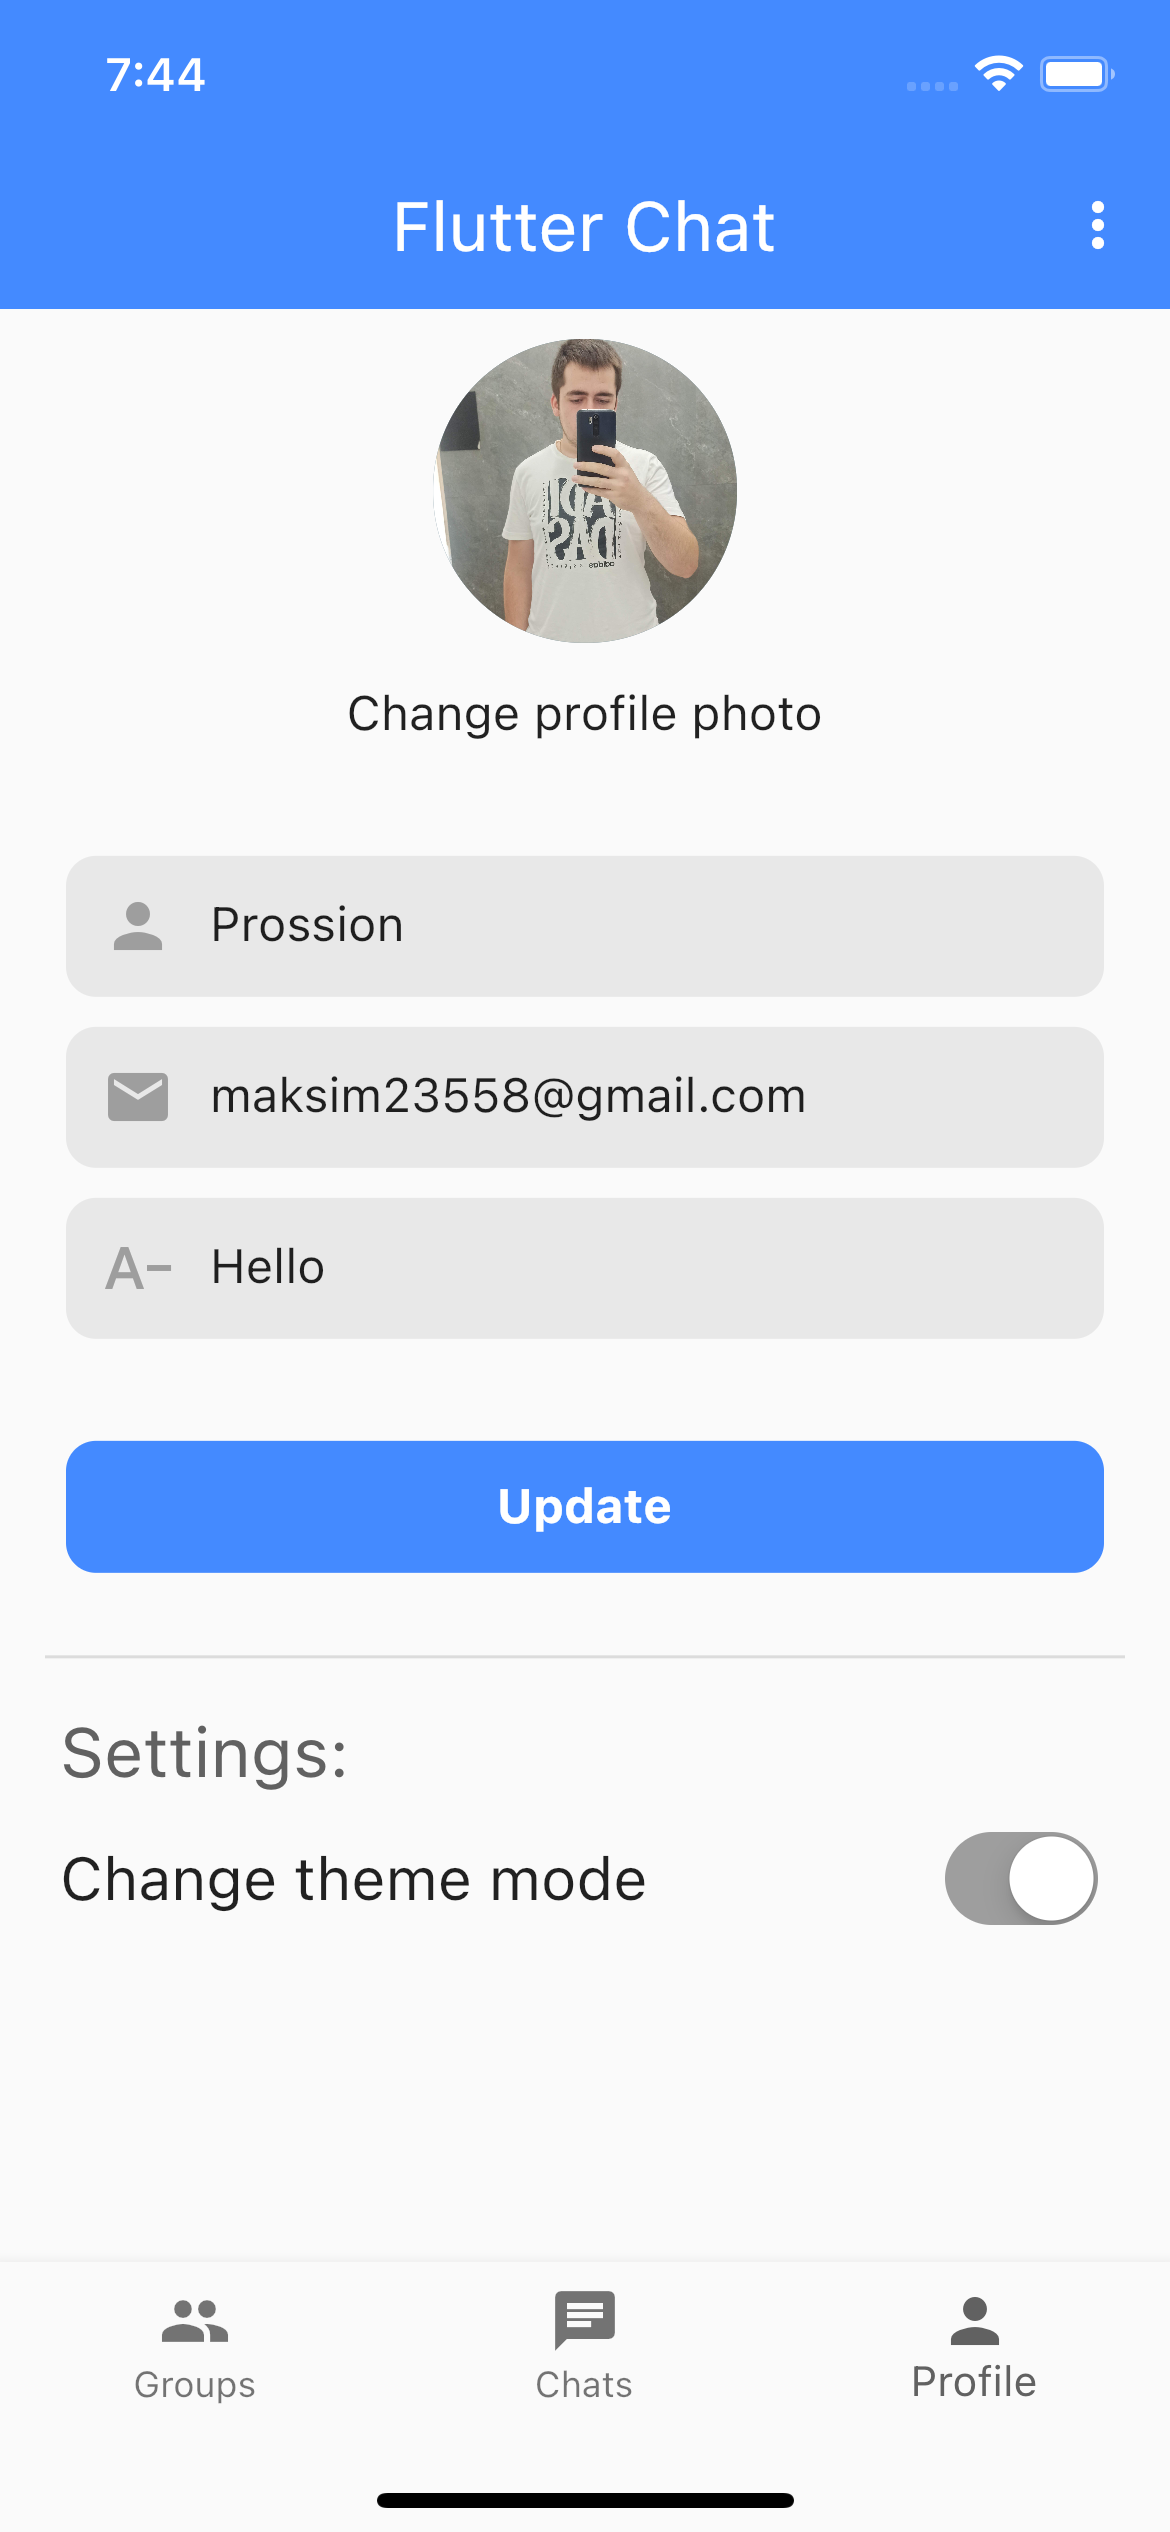 7:44
Flutter Chat
Change profile photo
Prossion
maksim23558@gmail.com
A-
Hello
Update
Settings:
Change theme mode
Groups
Chats
Profile